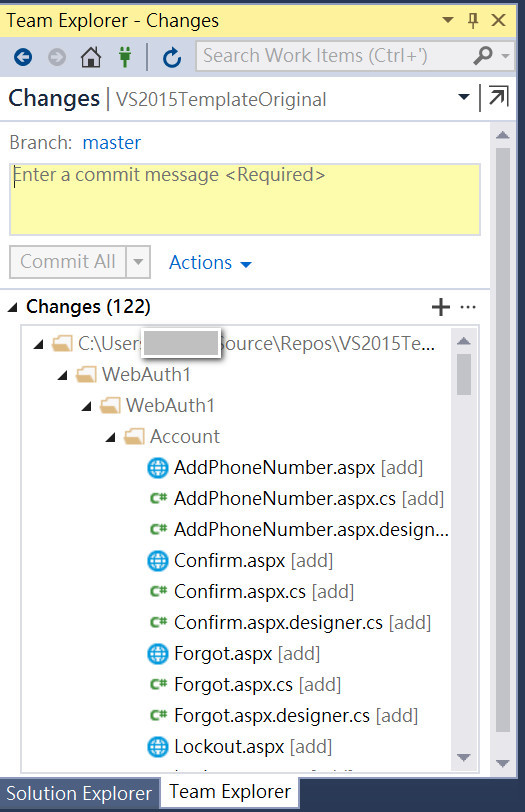 Team Explorer - Changes
Search Work Items (Ctrl+')
Changes | VS2015TemplateOriginal
Branch: master
Enter a commit message <Required>
Commit All
Actions
Changes (122)
C:\Users Source\Repos\VS2015Te...
WebAuth1
WebAuth1
Account
AddPhoneNumber.aspx [add]
C# AddPhoneNumber.aspx.cs [add]
C# AddPhoneNumber.aspx.design...
Confirm.aspx [add]
C# Confirm.aspx.cs [add]
C# Confirm.aspx.designer.cs [add]
Forgot.aspx [add]
C# Forgot.aspx.cs [add]
C# Forgot.aspx.designer.cs [add]
Lockout.aspx [add]
Solution Explorer
Team Explorer